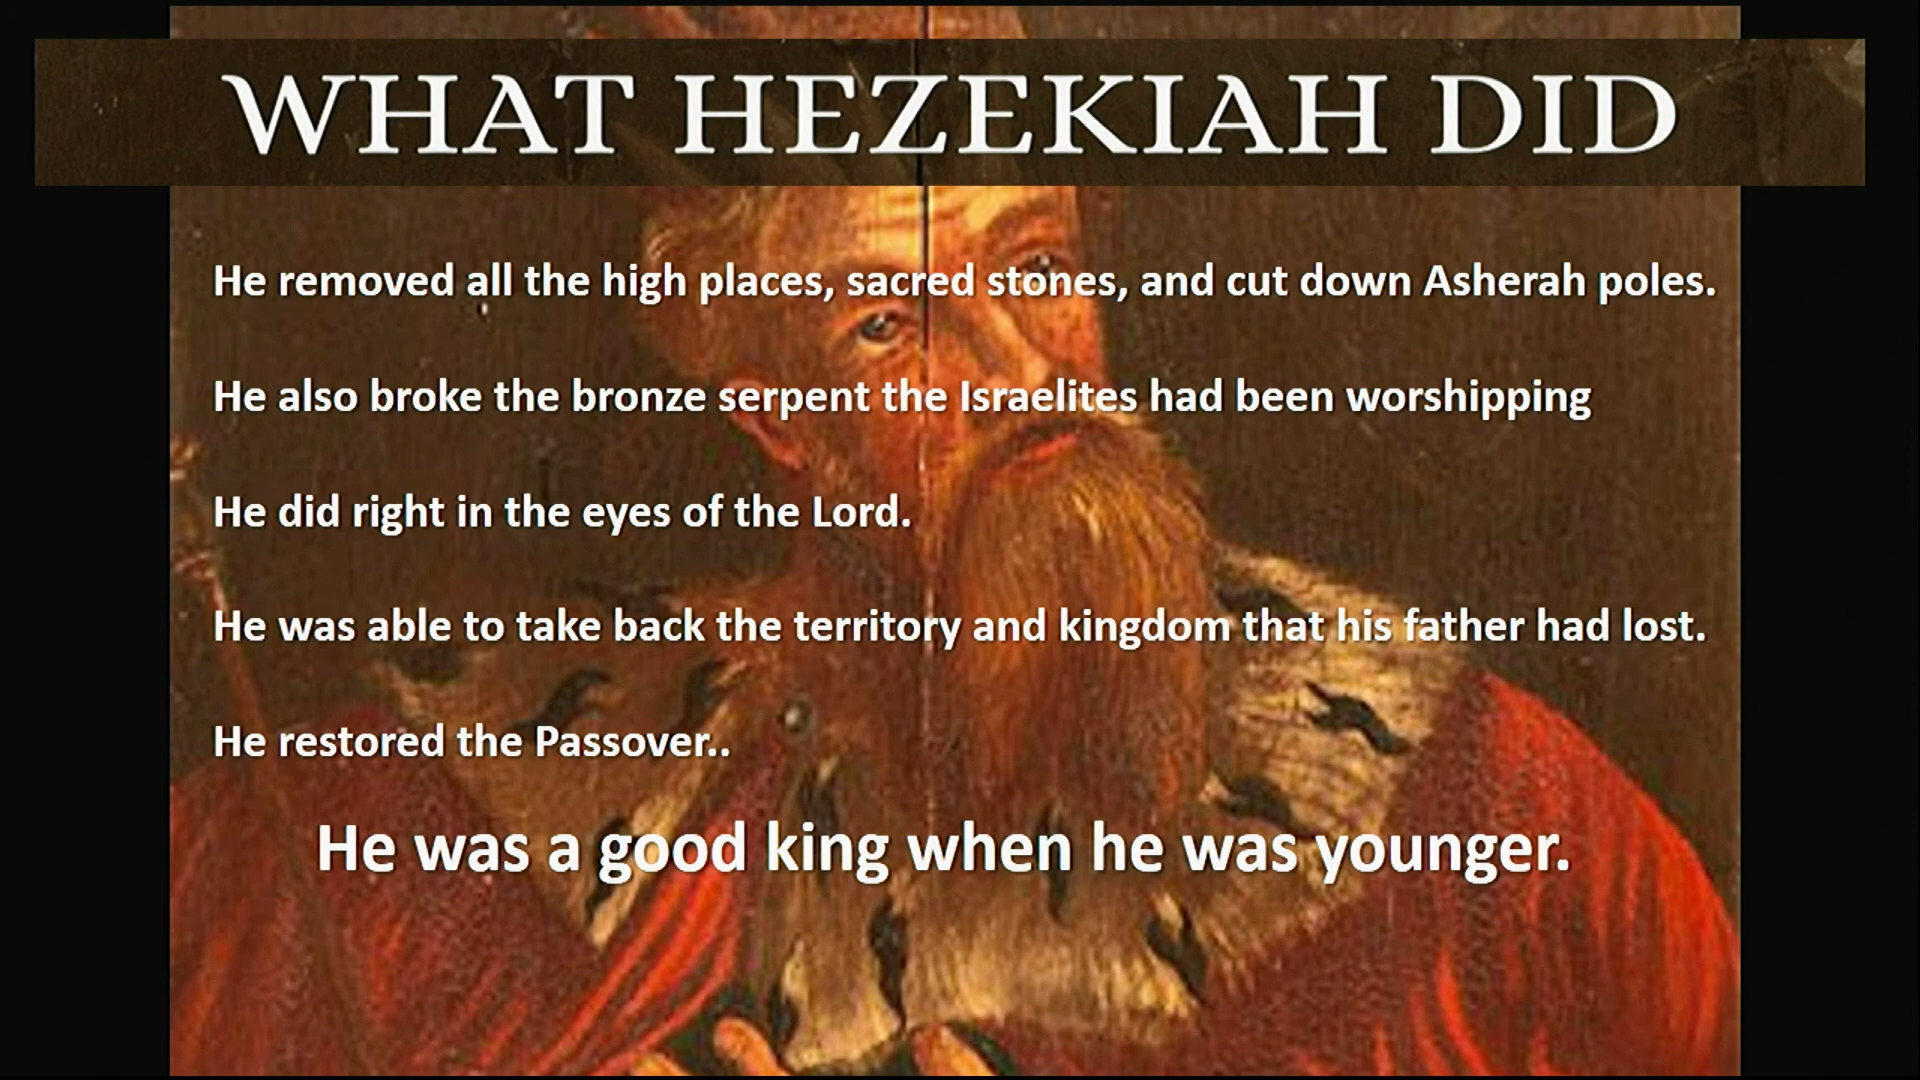 WHAT HEZEKIAH DID
He removed all the high places, sacred stones, and cut down Asherah poles.
He also broke the bronze serpent the Israelites had been worshipping
He did right in the eyes of the Lord.
He was able to take back the territory and kingdom that his father had lost.
He restored the Passover..
He was a good king when he was younger.